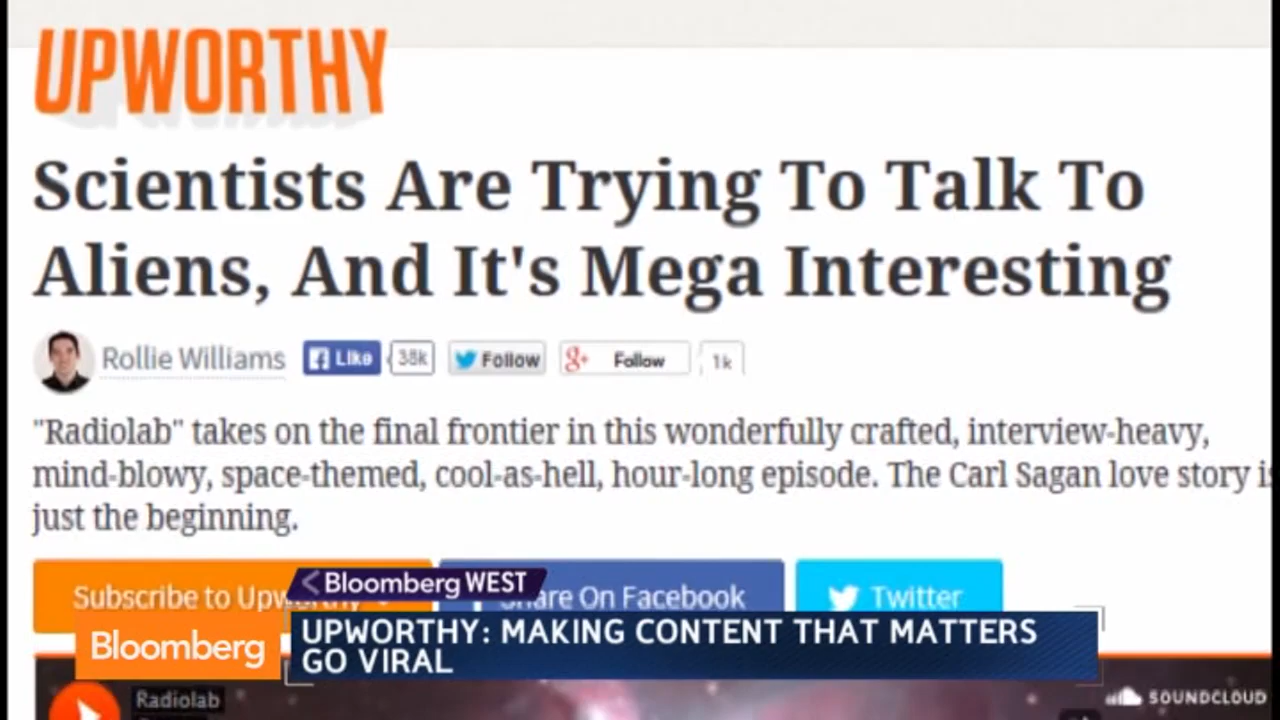 UPWORTHY
Scientists Are Trying To Talk To
Aliens, And It's Mega Interesting
Rollie Williams Like 38k Follow g+ Follow 1k
"Radiolab" takes on the final frontier in this wonderfully crafted, interview-heavy,
mind-blowy, space-themed, cool-as-hell, hour-long episode. The Carl Sagan love story is
just the beginning.
Subscribe to Upworthy Share On Facebook Twitter
< Bloomberg WEST
Bloomberg
UPWORTHY: MAKING CONTENT THAT MATTERS
GO VIRAL
Radiolab
SOUNDCLOUD